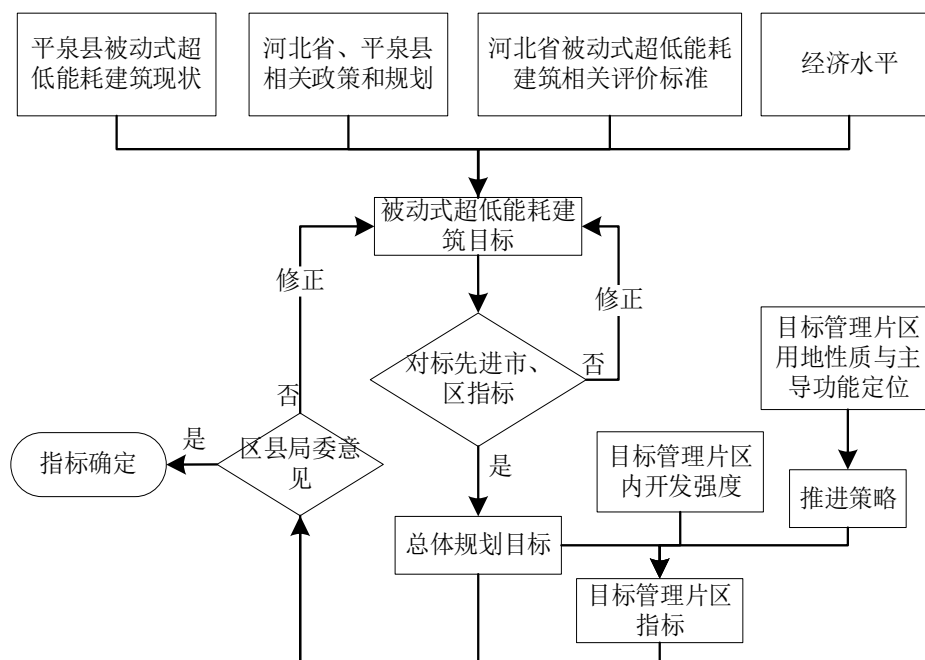 平泉县被动式超
低能耗建筑现状
河北省、平泉县
相关政策和规划
河北省被动式超低能耗
建筑相关评价标准
经济水平
被动式超低能耗建
筑目标
修正
修正
对标先进市、
区指标
否
目标管理片区
用地性质与主
导功能定位
否
区县局委意
见
是
指标确定
是
目标管理片区
内开发强度
推进策略
总体规划目标
目标管理片区
指标